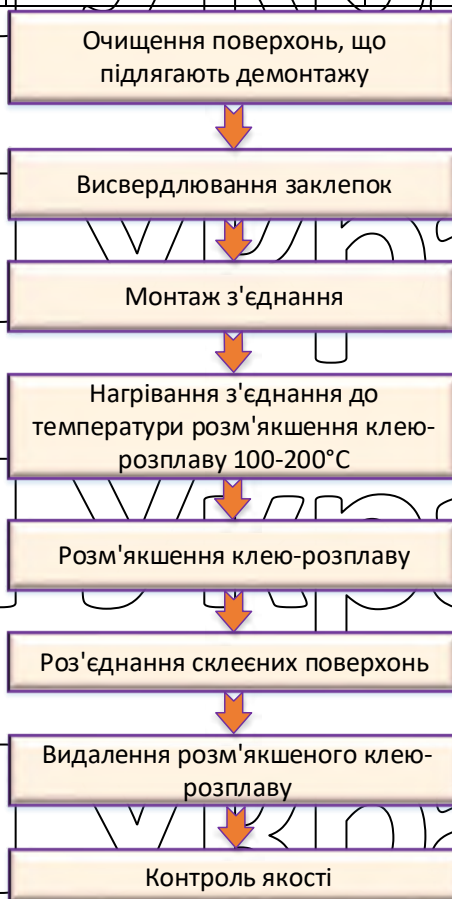 Очищення поверхонь, що
підлягають демонтажу
Висвердлювання заклепок
Монтаж з'єднання
Нагрівання з'єднання до
температури розм'якшення клею-
розплаву 100-200°C
Розм'якшення клею-розплаву
Роз'єднання склеєних поверхонь
Видалення розм'якшеного клею-
розплаву
Контроль якості